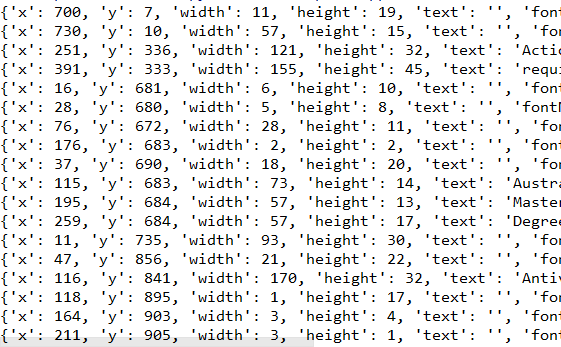 {'x': 700, 'y': 7, 'width': 11, 'height': 19, 'text': '', 'font
{'x': 730, 'y': 10, 'width': 57, 'height': 15, 'text': '', 'fon
{'x': 251, 'y': 336, 'width': 121, 'height': 32, 'text': 'Actio
{'x': 391, 'y': 333, 'width': 155, 'height': 45, 'text': 'requi
{'x': 16, 'y': 681, 'width': 6, 'height': 10, 'text': '', 'font
{'x': 28, 'y': 680, 'width': 5, 'height': 8, 'text': '', 'fontN
{'x': 76, 'y': 672, 'width': 28, 'height': 11, 'text': '', 'fon
{'x': 176, 'y': 683, 'width': 2, 'height': 2, 'text': '', 'font
{'x': 37, 'y': 690, 'width': 18, 'height': 20, 'text': '', 'fon
{'x': 115, 'y': 683, 'width': 73, 'height': 14, 'text': 'Austra
{'x': 195, 'y': 684, 'width': 57, 'height': 13, 'text': 'Master
{'x': 259, 'y': 684, 'width': 57, 'height': 17, 'text': 'Degree
{'x': 11, 'y': 735, 'width': 93, 'height': 30, 'text': '', 'fon
{'x': 47, 'y': 856, 'width': 21, 'height': 22, 'text': '', 'fon
{'x': 116, 'y': 841, 'width': 170, 'height': 32, 'text': 'Antiv
{'x': 118, 'y': 895, 'width': 1, 'height': 17, 'text': '', 'fon
{'x': 164, 'y': 903, 'width': 3, 'height': 4, 'text': '', 'font
{'x': 211, 'y': 905, 'width': 3, 'height': 1, 'text': '', 'font